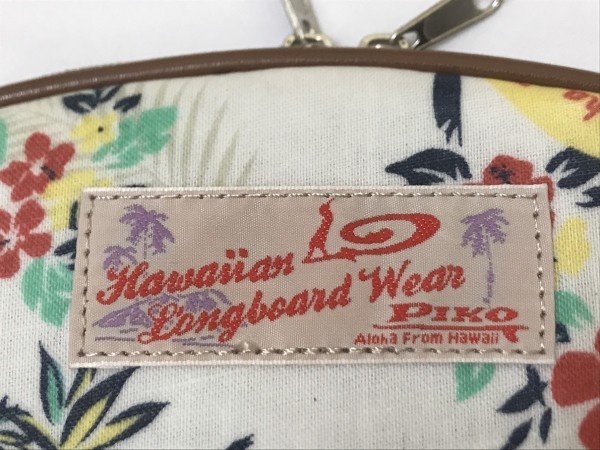 Hawaiian
Longboard Wear
PIKO
Aloha From Hawaii